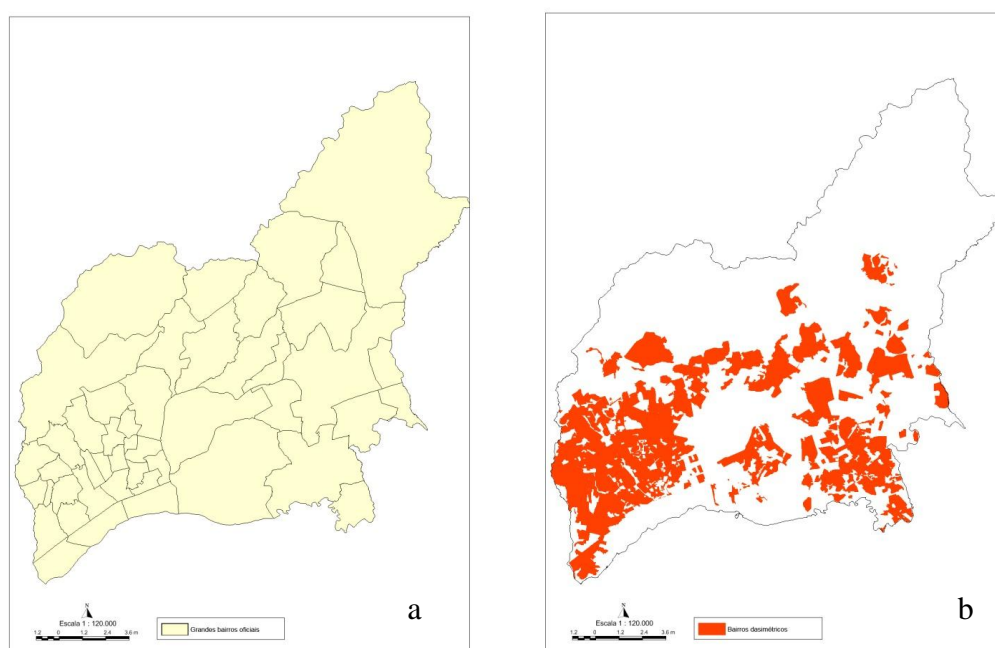 N
Escala 1 : 120.000
1.2 0 1.2 2.4 3.6 m
Grandes bairros oficiais
a
N
Escala 1 : 120.000
1.2 0 1.2 2.4 3.6 m
Bairros dasimétricos
b